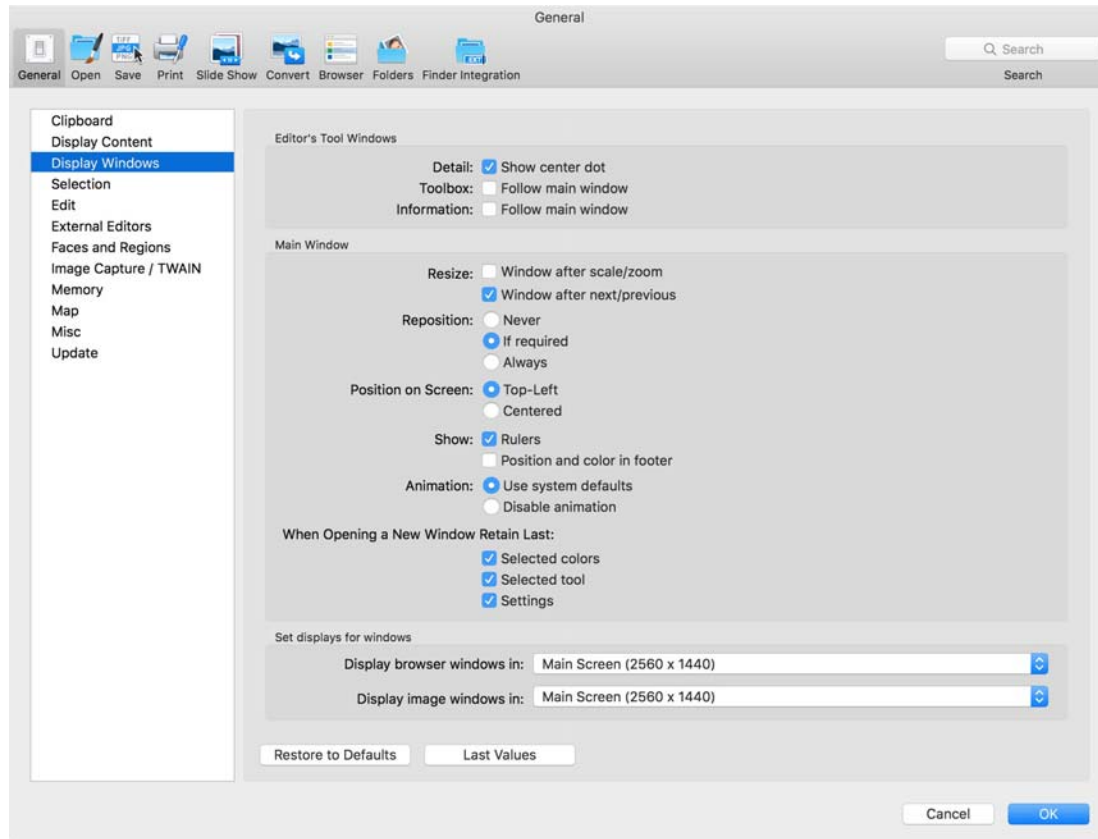 General
TIFF
JPG
PNG
EXT
General Open Save Print Slide Show Convert Browser Folders Finder Integration
Search
Search
Clipboard
Display Content
Display Windows
Selection
Edit
External Editors
Faces and Regions
Image Capture / TWAIN
Memory
Map
Misc
Update
Editor's Tool Windows
Detail: Show center dot
Toolbox: Follow main window
Information: Follow main window
Main Window
Resize: Window after scale/zoom
Window after next/previous
Reposition: Never
If required
Always
Position on Screen: Top-Left
Centered
Show: Rulers
Position and color in footer
Animation: Use system defaults
Disable animation
When Opening a New Window Retain Last:
Selected colors
Selected tool
Settings
Set displays for windows
Display browser windows in: Main Screen (2560 x 1440)
Display image windows in: Main Screen (2560 x 1440)
Restore to Defaults Last Values
Cancel OK